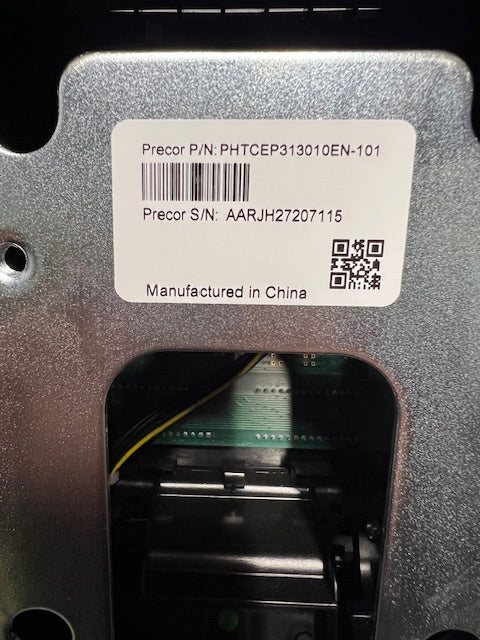 Precor P/N: PHTCEP313010EN-101
Precor S/N: AARJH27207115
Manufactured in China